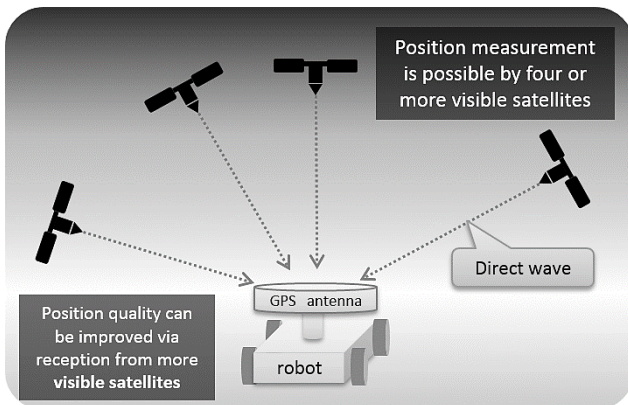 Position measurement
is possible by four or
more visible satellites
Direct wave
GPS antenna
Position quality can
be improved via
reception from more
visible satellites
robot